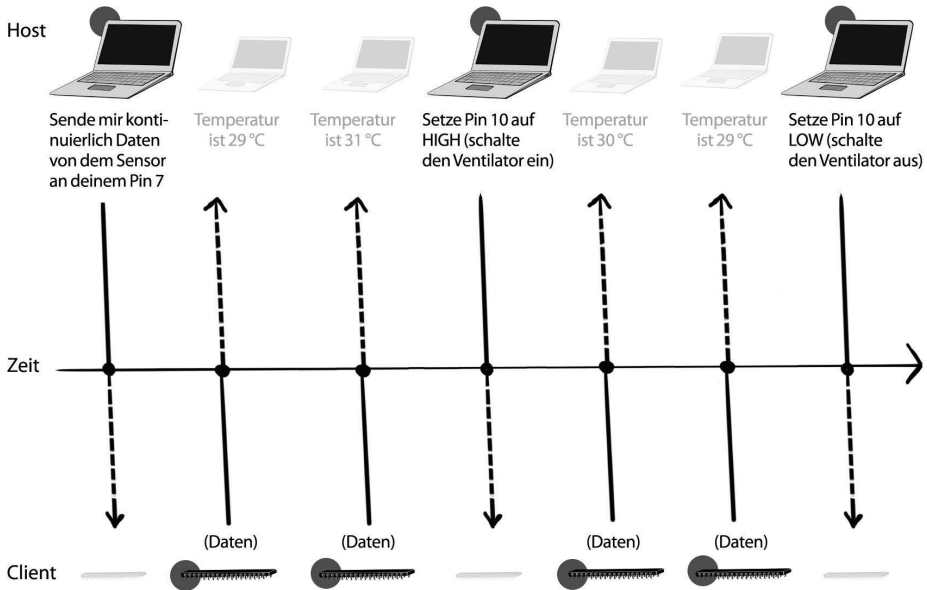 Host
Sende mir konti-
nuierlich Daten
von dem Sensor
an deinem Pin 7
Temperatur
ist 29 °C
Temperatur
ist 31 °C
Setze Pin 10 auf
HIGH (schalte
den Ventilator ein)
Temperatur
ist 30 °C
Temperatur
ist 29 °C
Setze Pin 10 auf
LOW (schalte
den Ventilator aus)
Zeit
(Daten)
(Daten)
(Daten)
(Daten)
Client